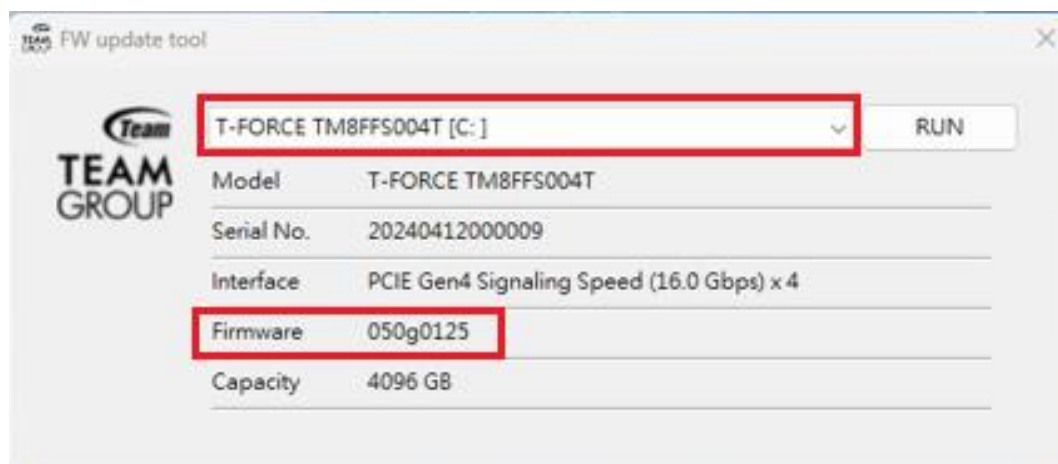 FW update tool
T-FORCE TM8FFS004T [C: ]
RUN
Team
TEAM
GROUP
Model T-FORCE TM8FFS004T
Serial No. 20240412000009
Interface PCIE Gen4 Signaling Speed (16.0 Gbps) x 4
Firmware 050g0125
Capacity 4096 GB